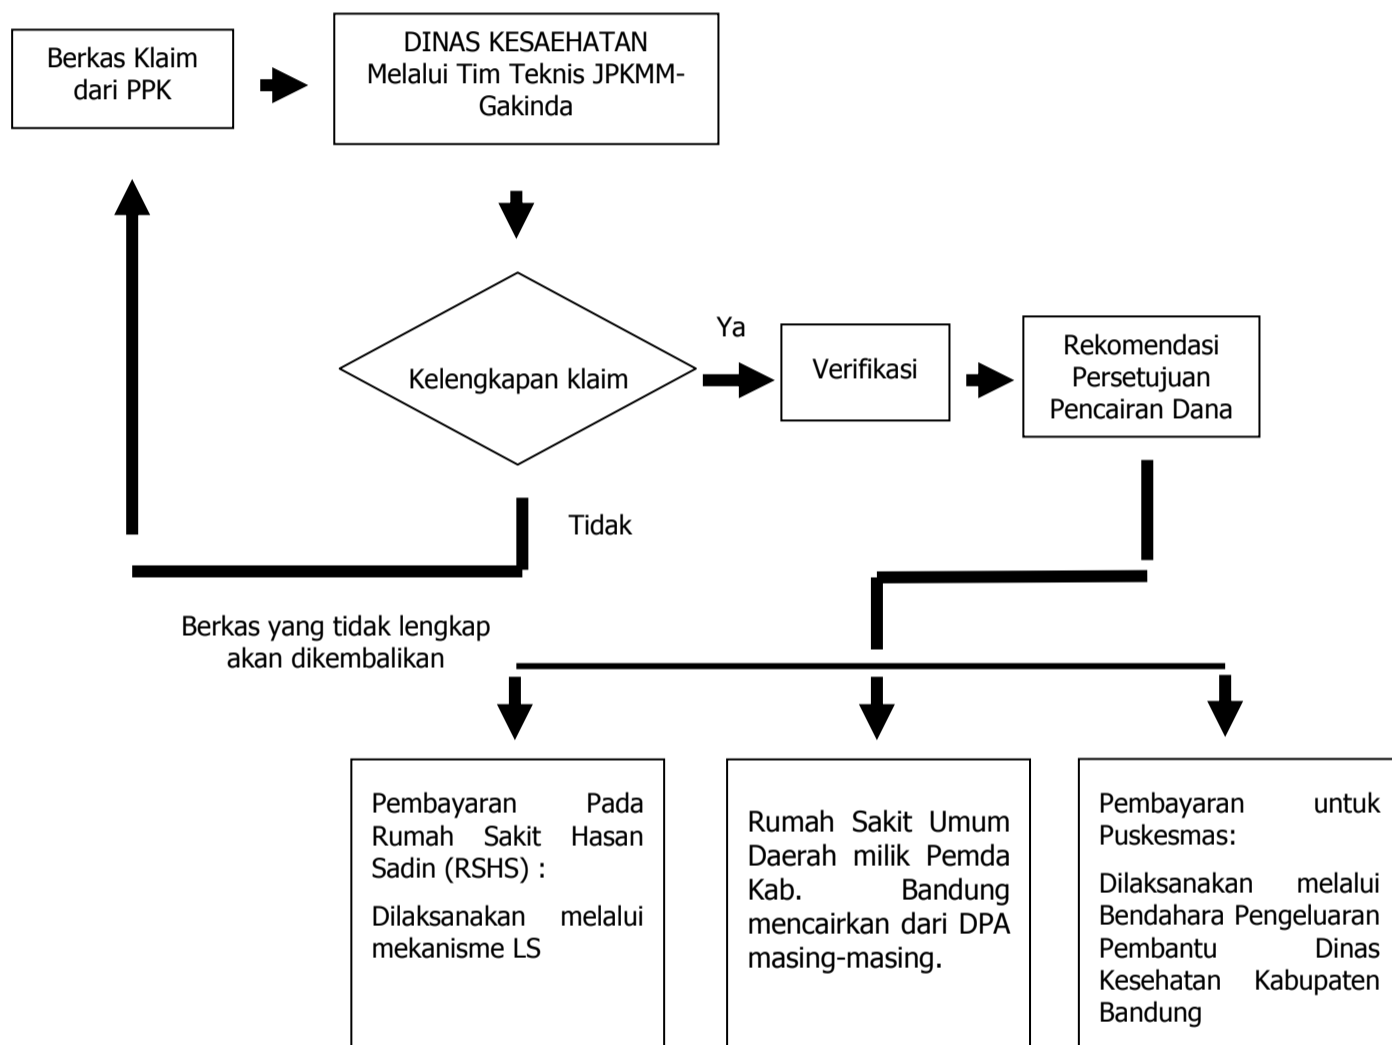 Berkas Klaim
dari PPK
DINAS KESAEHATAN
Melalui Tim Teknis JPKMM-
Gakinda
Kelengkapan klaim
Ya
Verifikasi
Rekomendasi
Persetujuan
Pencairan Dana
Tidak
Berkas yang tidak lengkap
akan dikembalikan
Pembayaran Pada
Rumah Sakit Hasan
Sadin (RSHS) :
Dilaksanakan melalui
mekanisme LS
Rumah Sakit Umum
Daerah milik Pemda
Kab. Bandung
mencairkan dari DPA
masing-masing.
Pembayaran untuk
Puskesmas:
Dilaksanakan melalui
Bendahara Pengeluaran
Pembantu Dinas
Kesehatan Kabupaten
Bandung